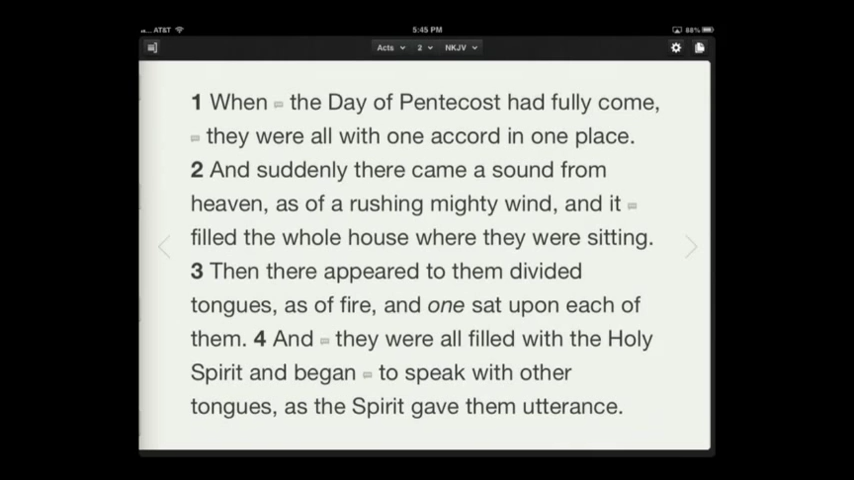 AT&T
5:45 PM
88%
Acts 2 NKJV
1 When the Day of Pentecost had fully come,
they were all with one accord in one place.
2 And suddenly there came a sound from
heaven, as of a rushing mighty wind, and it
filled the whole house where they were sitting.
3 Then there appeared to them divided
tongues, as of fire, and one sat upon each of
them. 4 And they were all filled with the Holy
Spirit and began to speak with other
tongues, as the Spirit gave them utterance.